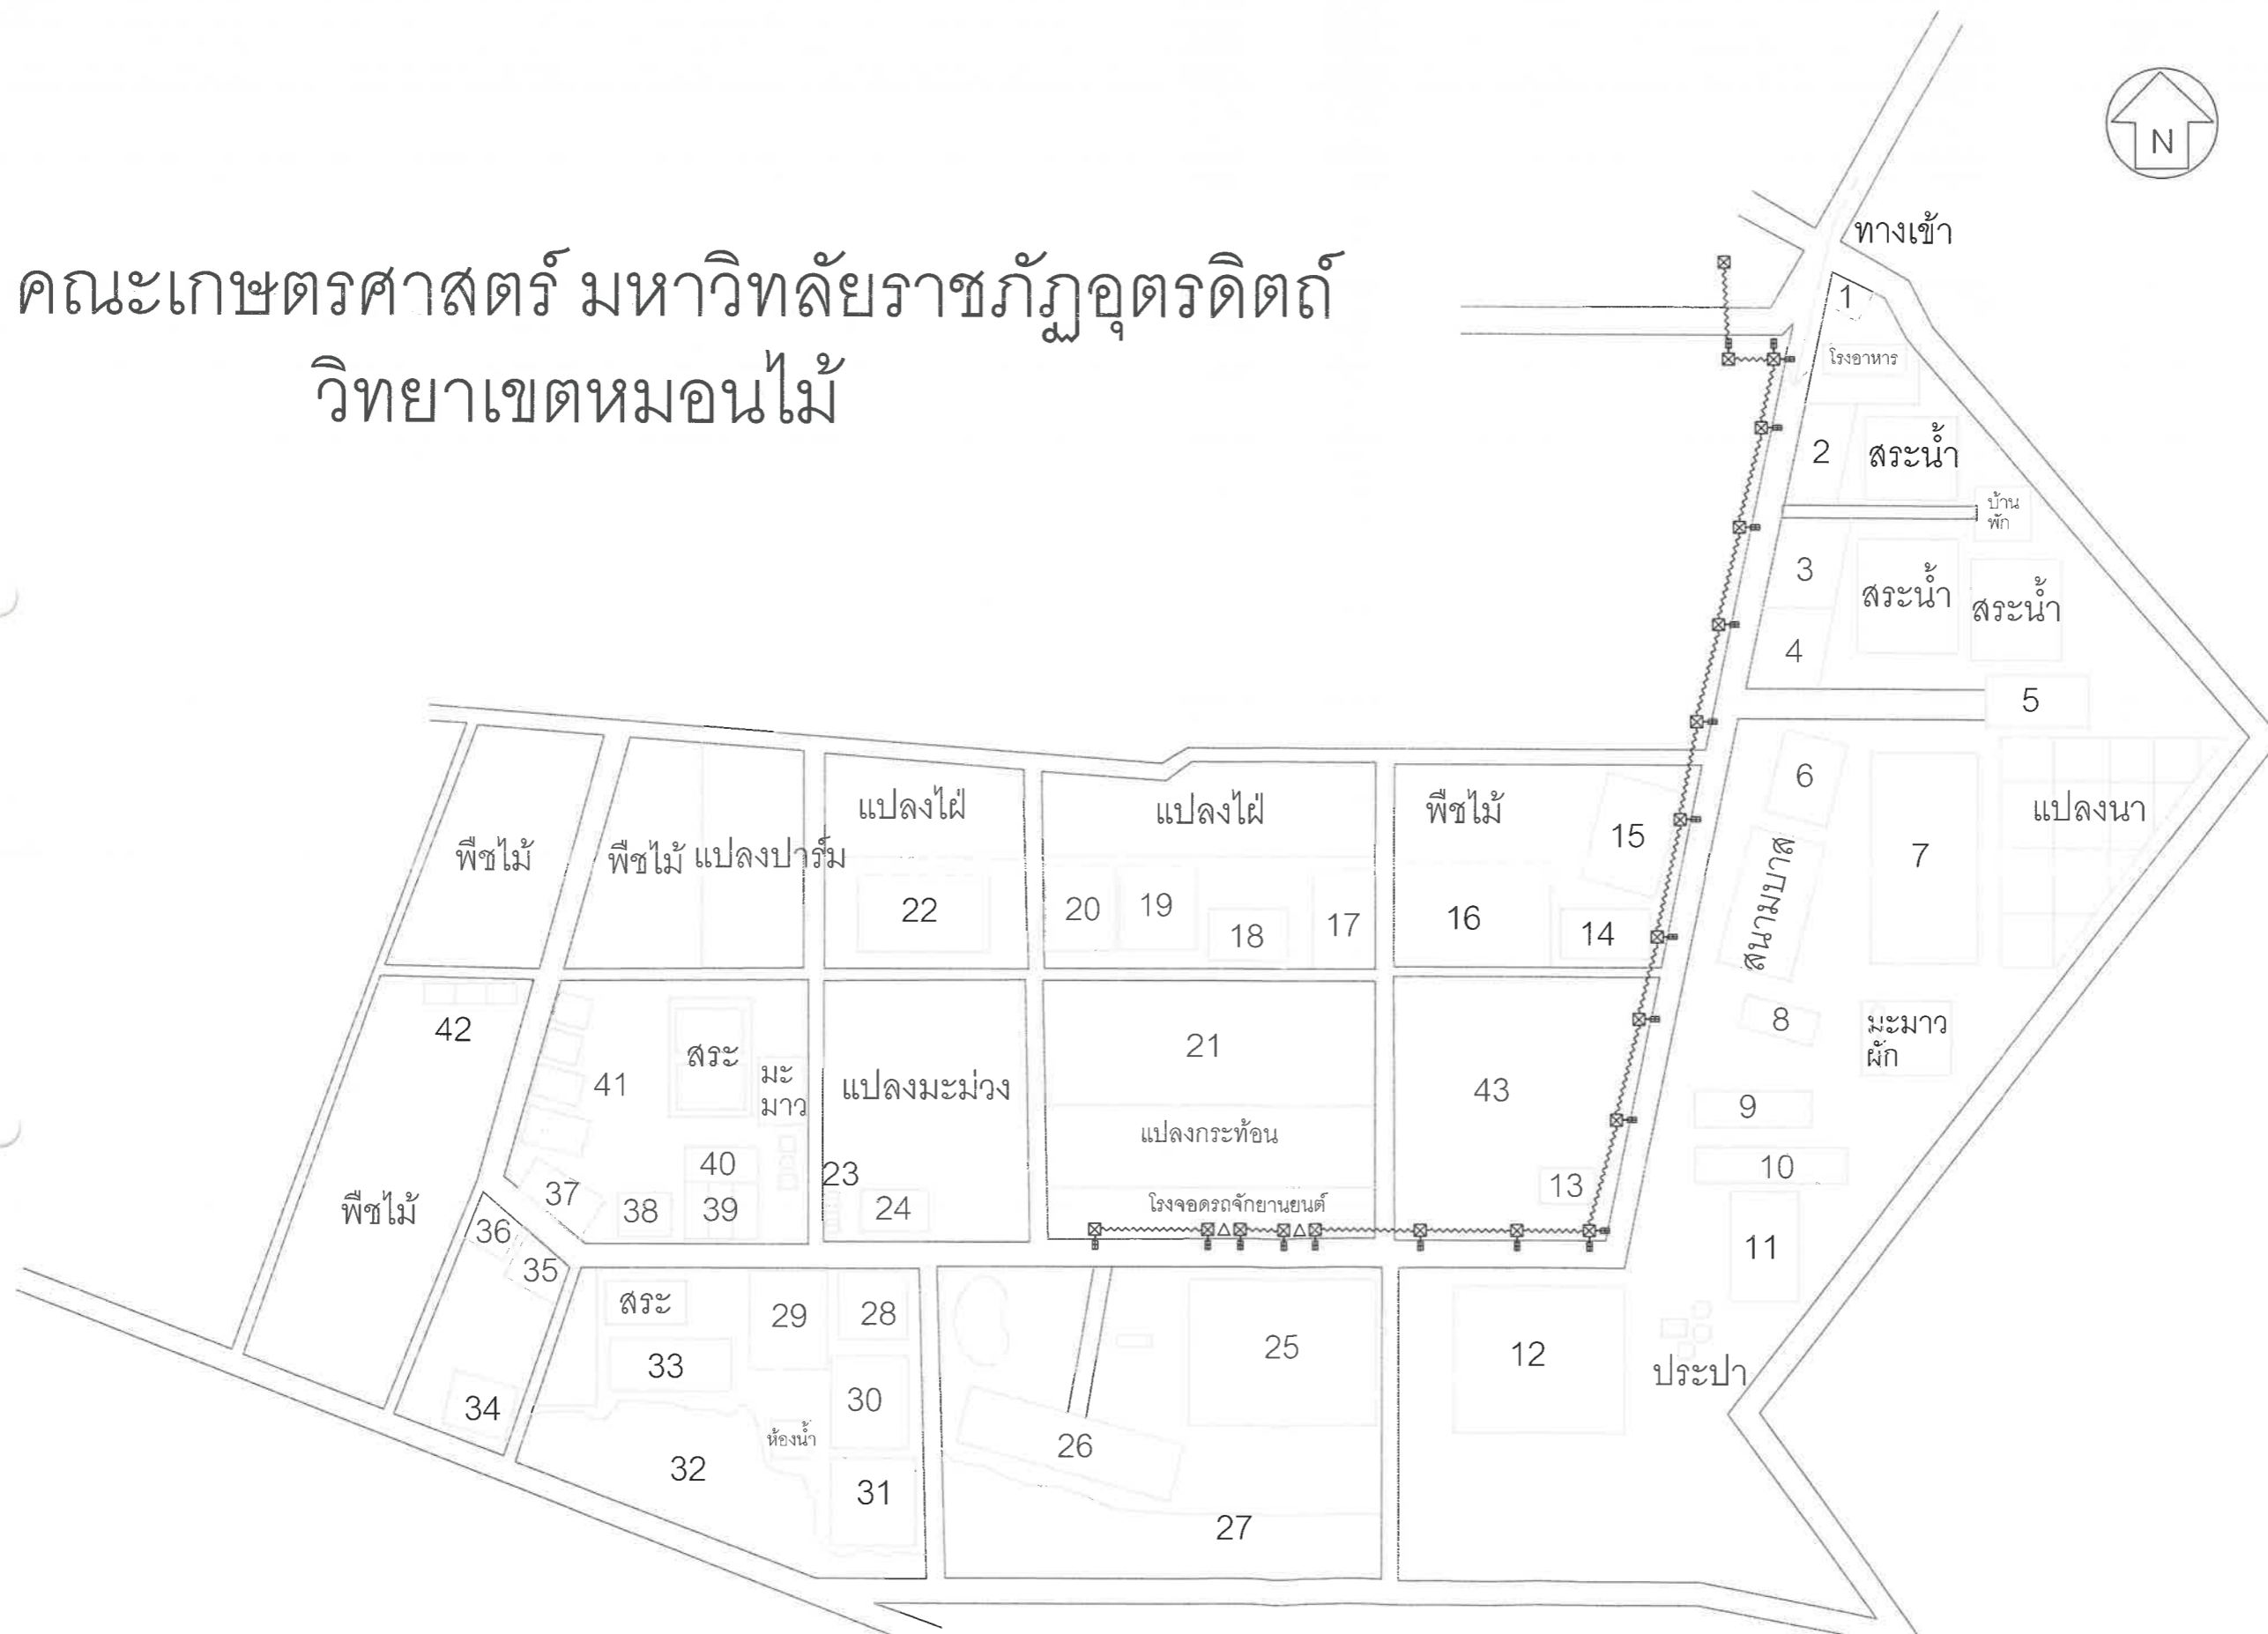 N
ทางเข้า
คณะเกษตรศาสตร์ มหาวิทลัยราชภัฏอุตรดิตถ์
วิทยาเขตหมอนไม้
1
โรงอาหาร
2
สระน้ำ
บ้าน
พัก
3
สระน้ำ
สระน้ำ
4
5
6
แปลงนา
7
สนามบาส
8
มะมาว
ผัก
9
10
11
ประปา
12
พืชไม้
พืชไม้
แปลงปาร์ม
แปลงไผ่
22
แปลงไผ่
20
19
18
17
พืชไม้
15
16
14
42
41
สระ
มะ
มาว
แปลงมะม่วง
21
แปลงกระท้อน
โรงจอดรถจักยานยนต์
43
13
พืชไม้
37
38
40
39
23
24
36
35
34
สระ
29
28
33
30
ห้องน้ำ
32
31
25
26
27